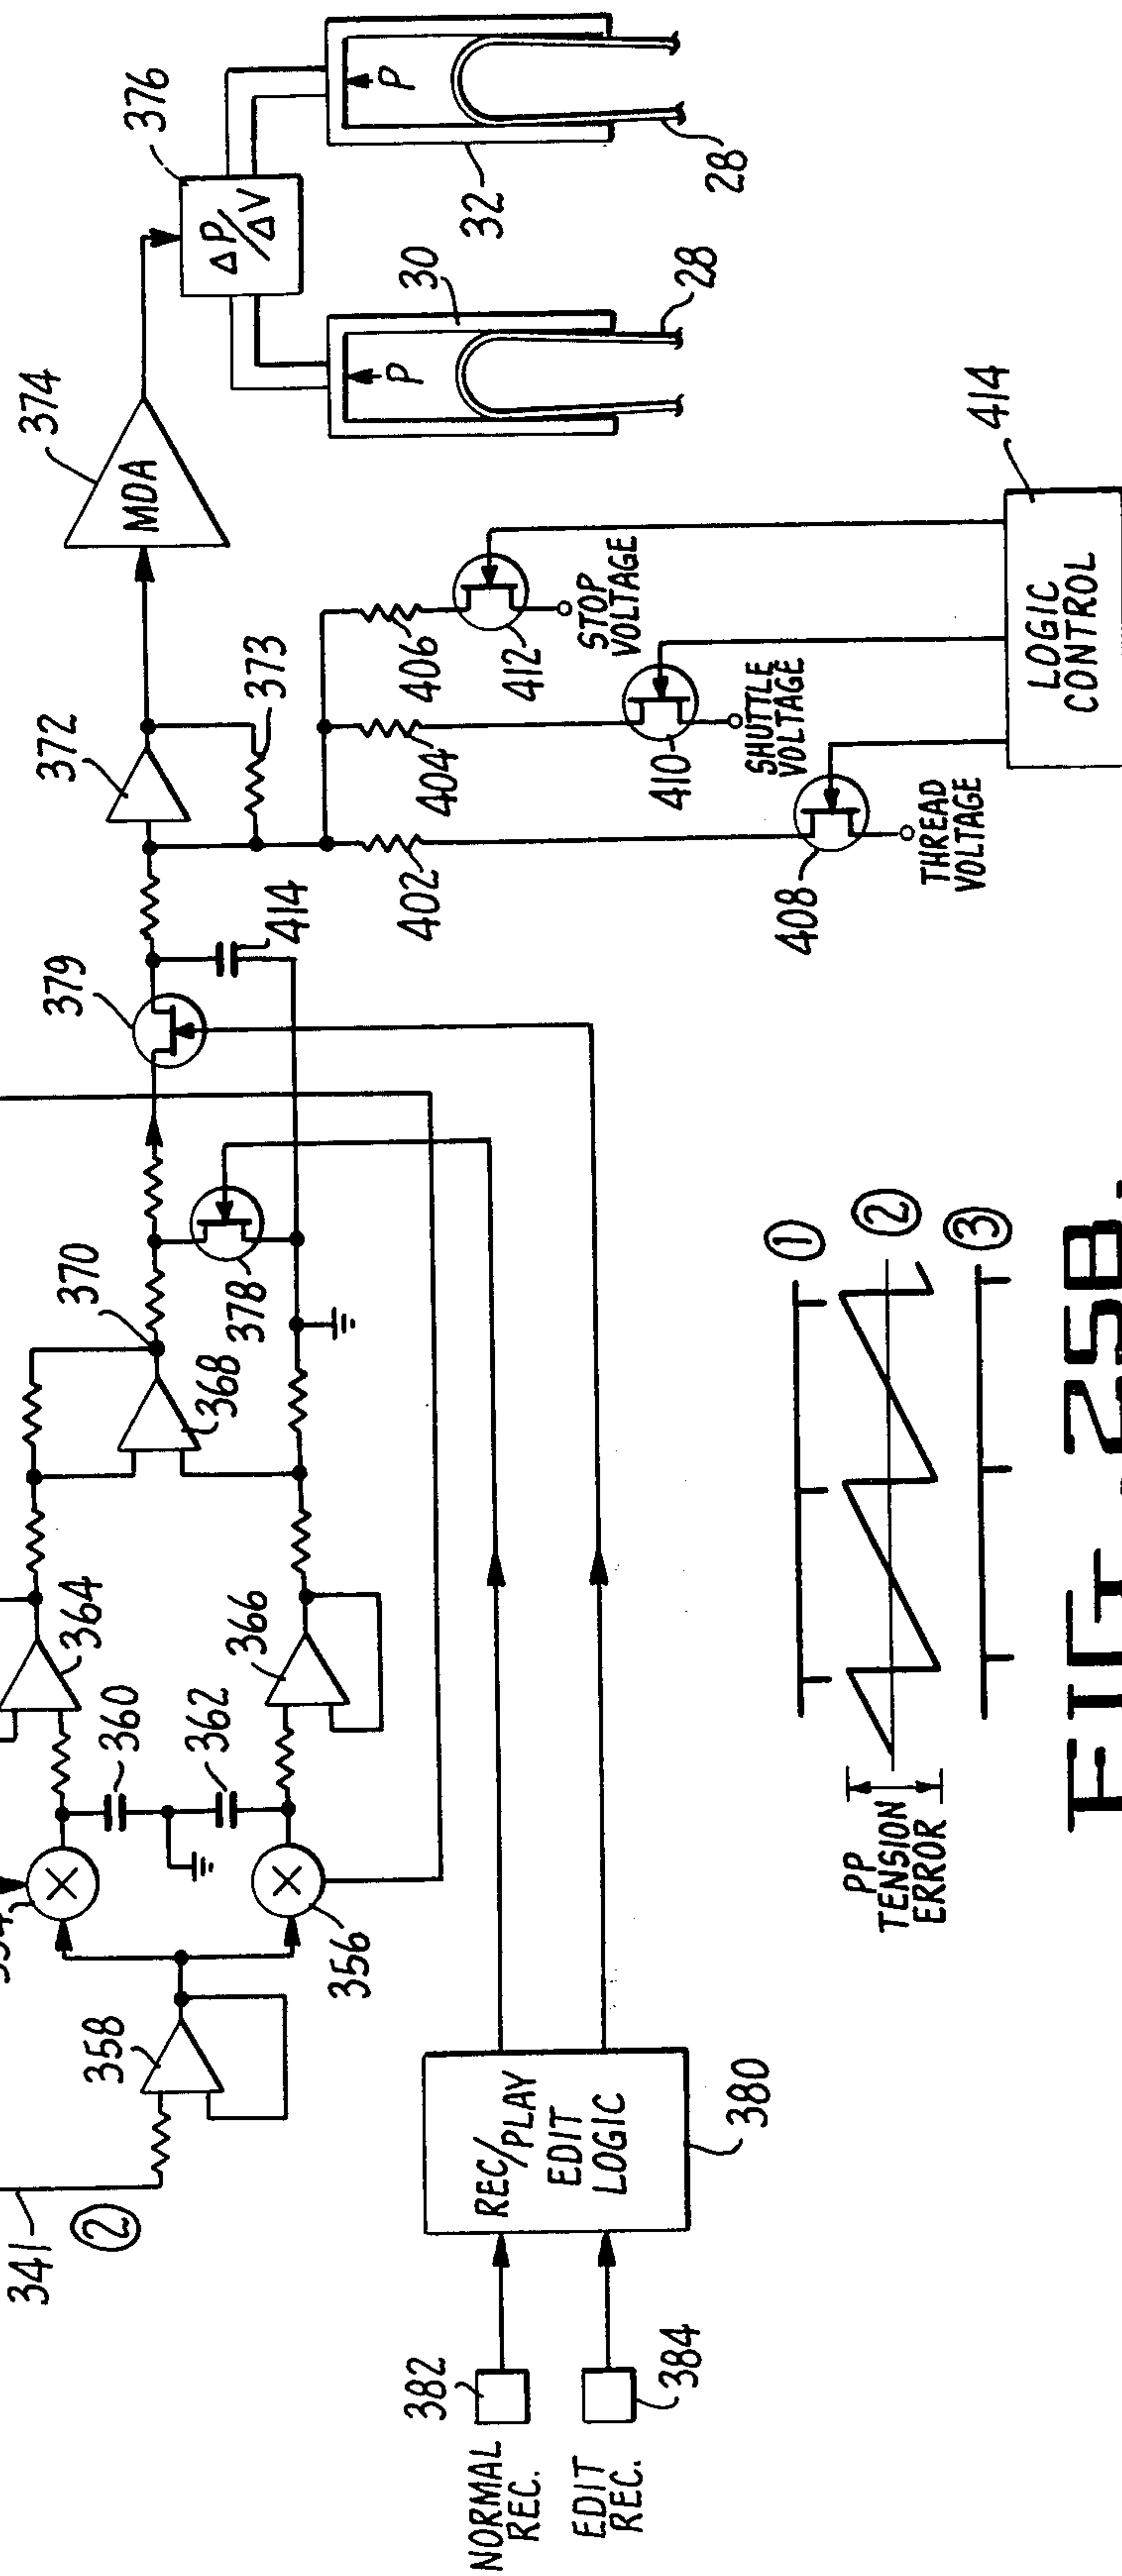 341
②
358
356
360
362
364
366
368
370
378
379
414
372
373
374
MDA
376
ΔP/ΔV
P
30
28
P
32
28
402
404
406
408
410
412
THREAD
VOLTAGE
SHUTTLE
VOLTAGE
STOP
VOLTAGE
LOGIC
CONTROL
414
NORMAL
REC.
382
EDIT
REC.
384
REC/PLAY
EDIT
LOGIC
380
PP
TENSION
ERROR
①
②
③
FIG. 25B.